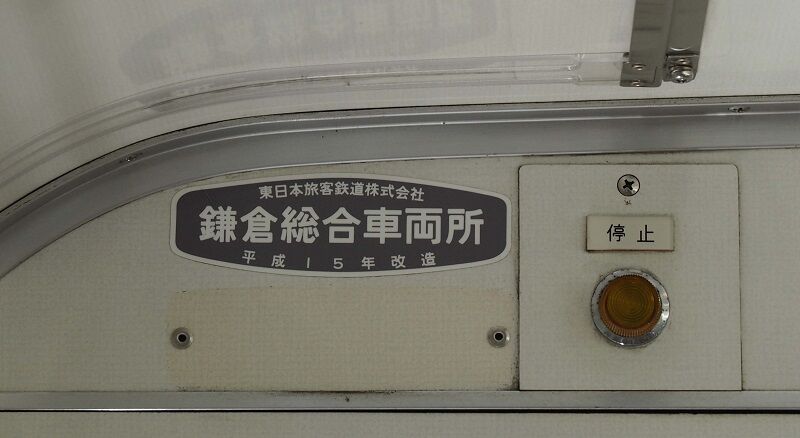 東日本旅客鉄道株式会社
鎌倉総合車両所
平成15年改造
停止